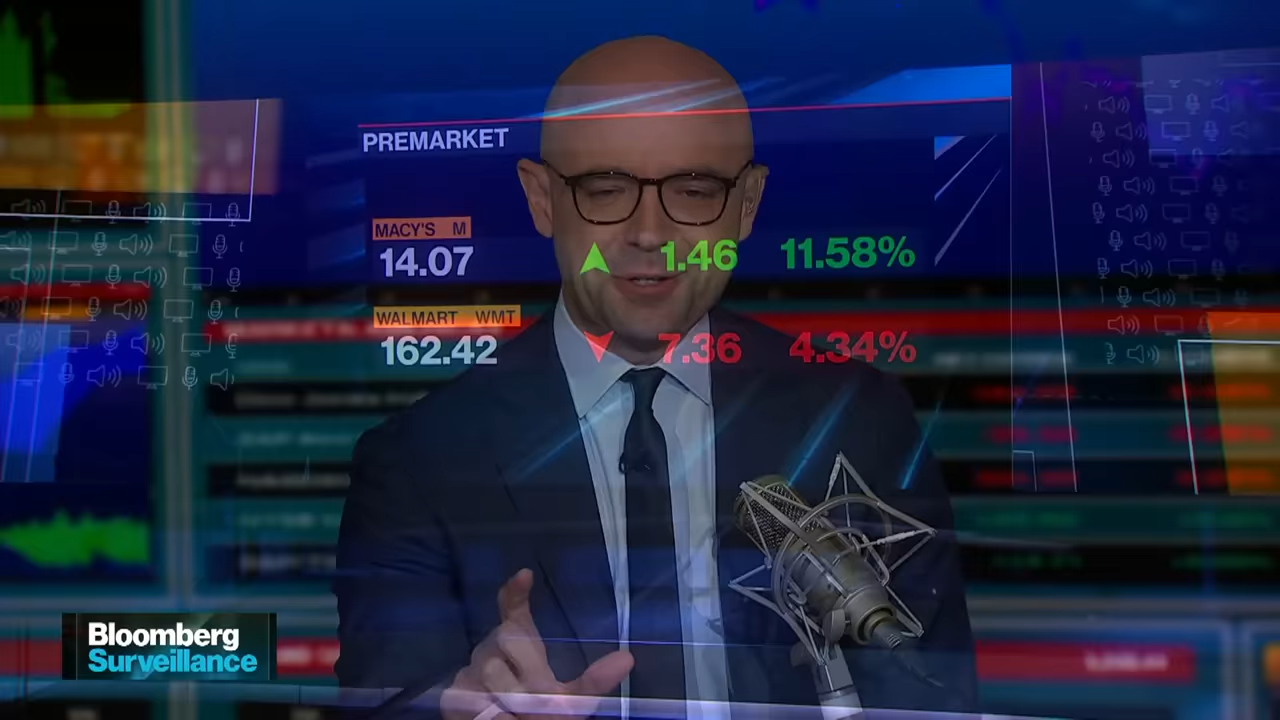 PREMARKET
MACY'S M
14.07 1.46 11.58%
WALMART WMT
162.42 7.36 4.34%
Bloomberg
Surveillance